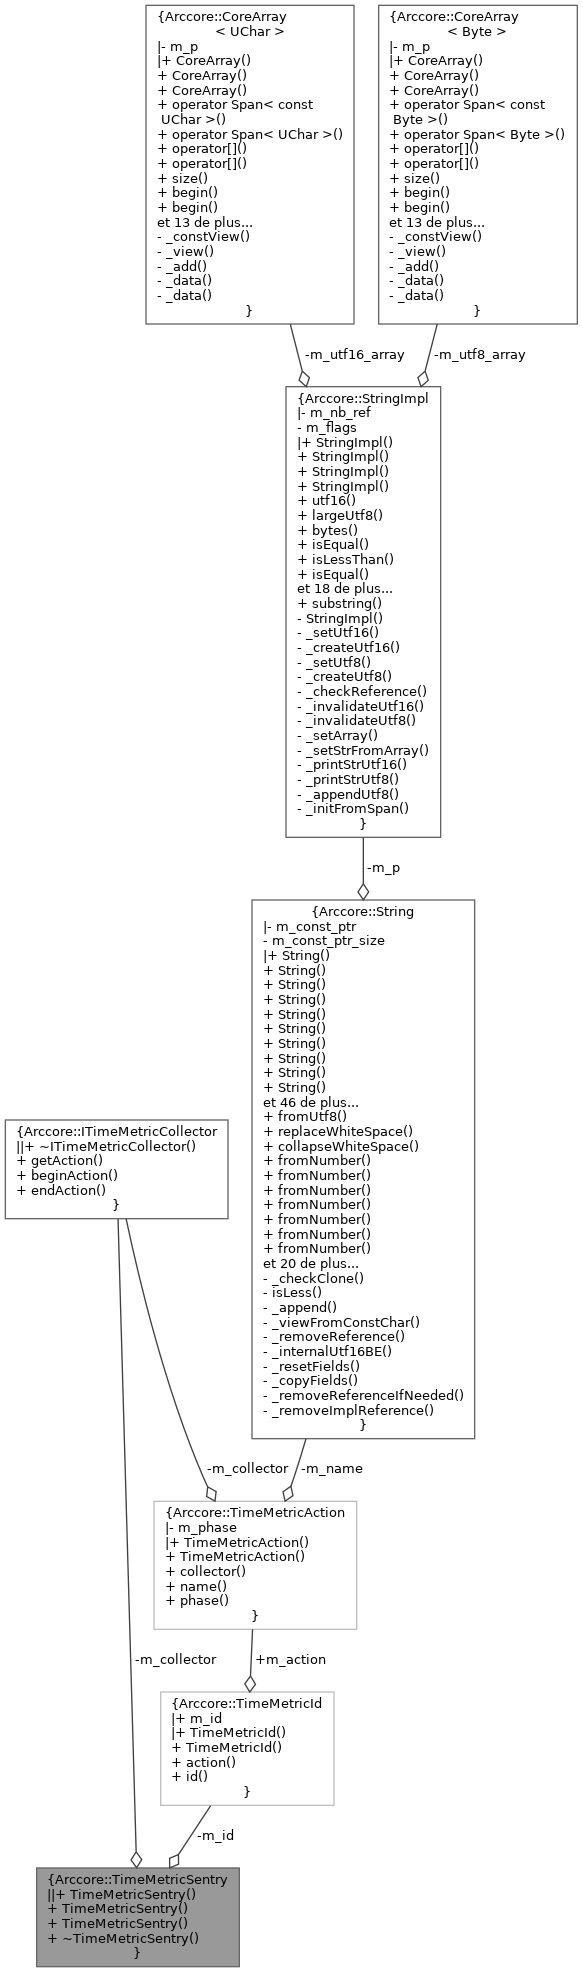 {Arccore::CoreArray
< UChar >
|- m_p
|+ CoreArray()
+ CoreArray()
+ CoreArray()
+ operator Span< const
UChar >()
+ operator Span< UChar >()
+ operator[]()
+ operator[]()
+ size()
+ begin()
+ begin()
et 13 de plus...
- _constView()
- _view()
- _add()
- _data()
- _data()
}
{Arccore::CoreArray
< Byte >
|- m_p
|+ CoreArray()
+ CoreArray()
+ CoreArray()
+ operator Span< const
Byte >()
+ operator Span< Byte >()
+ operator[]()
+ operator[]()
+ size()
+ begin()
+ begin()
et 13 de plus...
- _constView()
- _view()
- _add()
- _data()
- _data()
}
-m_utf16_array
-m_utf8_array
{Arccore::StringImpl
|- m_nb_ref
- m_flags
|+ StringImpl()
+ StringImpl()
+ StringImpl()
+ StringImpl()
+ utf16()
+ largeUtf8()
+ bytes()
+ isEqual()
+ isLessThan()
+ isEqual()
et 18 de plus...
+ substring()
- StringImpl()
- _setUtf16()
- _createUtf16()
- _setUtf8()
- _createUtf8()
- _checkReference()
- _invalidateUtf16()
- _invalidateUtf8()
- _setArray()
- _setStrFromArray()
- _printStrUtf16()
- _printStrUtf8()
- _appendUtf8()
- _initFromSpan()
}
-m_p
{Arccore::String
|- m_const_ptr
- m_const_ptr_size
|+ String()
+ String()
+ String()
+ String()
+ String()
+ String()
+ String()
+ String()
+ String()
+ String()
et 46 de plus...
+ fromUtf8()
+ replaceWhiteSpace()
+ collapseWhiteSpace()
+ fromNumber()
+ fromNumber()
+ fromNumber()
+ fromNumber()
+ fromNumber()
+ fromNumber()
+ fromNumber()
et 20 de plus...
- _checkClone()
- isLess()
- _append()
- _viewFromConstChar()
- _removeReference()
- _internalUtf16BE()
- _resetFields()
- _copyFields()
- _removeReferenceIfNeeded()
- _removeImplReference()
}
{Arccore::ITimeMetricCollector
||+ ~ITimeMetricCollector()
+ getAction()
+ beginAction()
+ endAction()
}
-m_collector
-m_name
{Arccore::TimeMetricAction
|- m_phase
|+ TimeMetricAction()
+ TimeMetricAction()
+ collector()
+ name()
+ phase()
}
-m_collector
+m_action
{Arccore::TimeMetricId
|+ m_id
|+ TimeMetricId()
+ TimeMetricId()
+ action()
+ id()
}
-m_id
{Arccore::TimeMetricSentry
||+ TimeMetricSentry()
+ TimeMetricSentry()
+ TimeMetricSentry()
+ ~TimeMetricSentry()
}